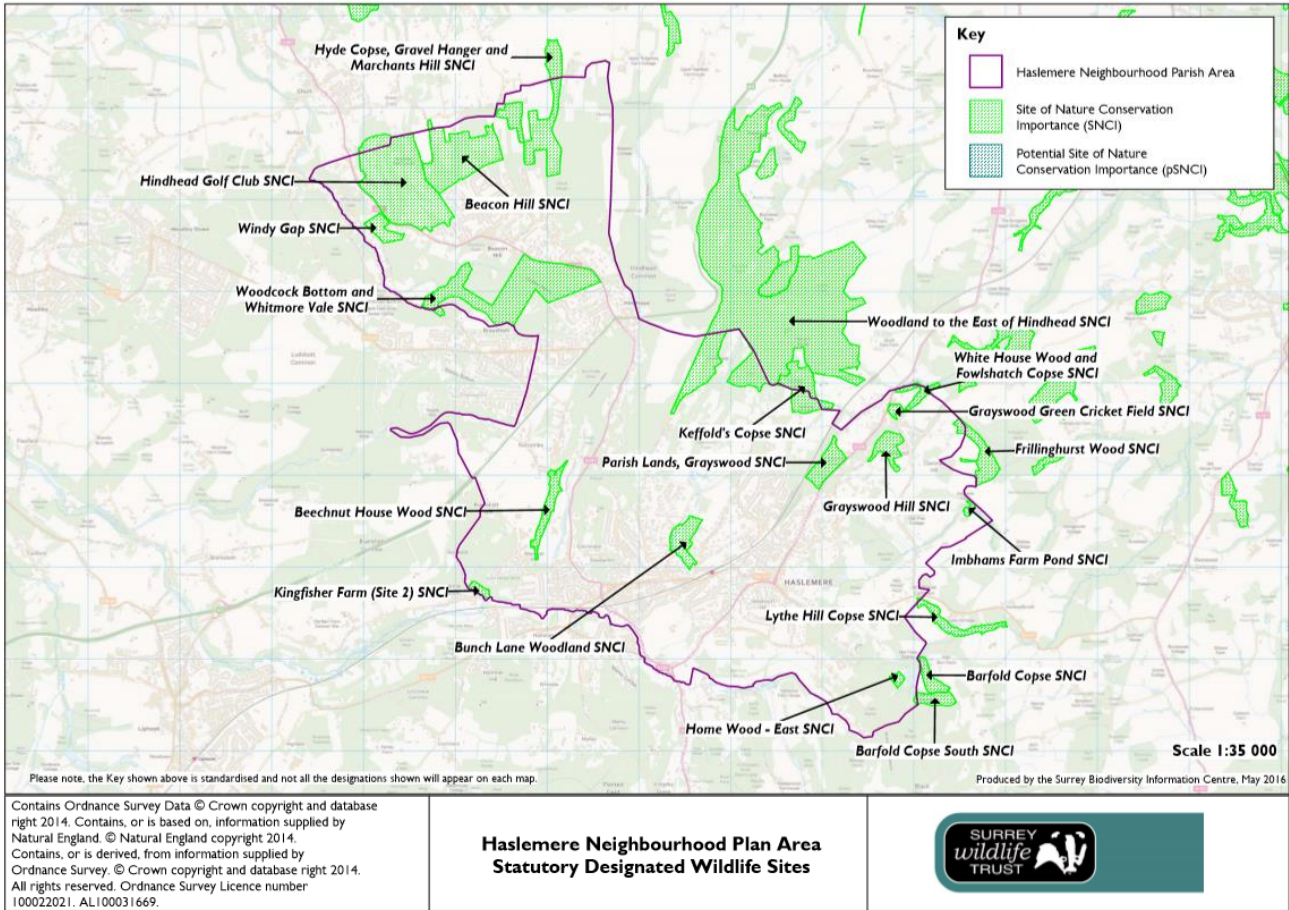 Key
Haslemere Neighbourhood Parish Area
Site of Nature Conservation
Importance (SNCI)
Potential Site of Nature
Conservation Importance (pSNCI)
Hyde Copse, Gravel Hanger and
Marchants Hill SNCI
Hindhead Golf Club SNCI
Beacon Hill SNCI
Windy Gap SNCI
Woodcock Bottom and
Whitmore Vale SNCI
Woodland to the East of Hindhead SNCI
White House Wood and
Fowlshatch Copse SNCI
Grayswood Green Cricket Field SNCI
Keffold's Copse SNCI
Frillinghurst Wood SNCI
Parish Lands, Grayswood SNCI
Grayswood Hill SNCI
Beechnut House Wood SNCI
Imbhams Farm Pond SNCI
HASLEMERE
Kingfisher Farm (Site 2) SNCI
Lythe Hill Copse SNCI
Bunch Lane Woodland SNCI
Barfold Copse SNCI
Home Wood - East SNCI
Barfold Copse South SNCI
Scale 1:35 000
Please note, the Key shown above is standardised and not all the designations shown will appear on each map.
Produced by the Surrey Biodiversity Information Centre, May 2016
Contains Ordnance Survey Data © Crown copyright and database
right 2014. Contains, or is based on, information supplied by
Natural England. © Natural England copyright 2014.
Contains, or is derived, from information supplied by
Ordnance Survey. © Crown copyright and database right 2014.
All rights reserved. Ordnance Survey Licence number
100022021. AL100031669.
Haslemere Neighbourhood Plan Area
Statutory Designated Wildlife Sites
SURREY
wildlife
TRUST